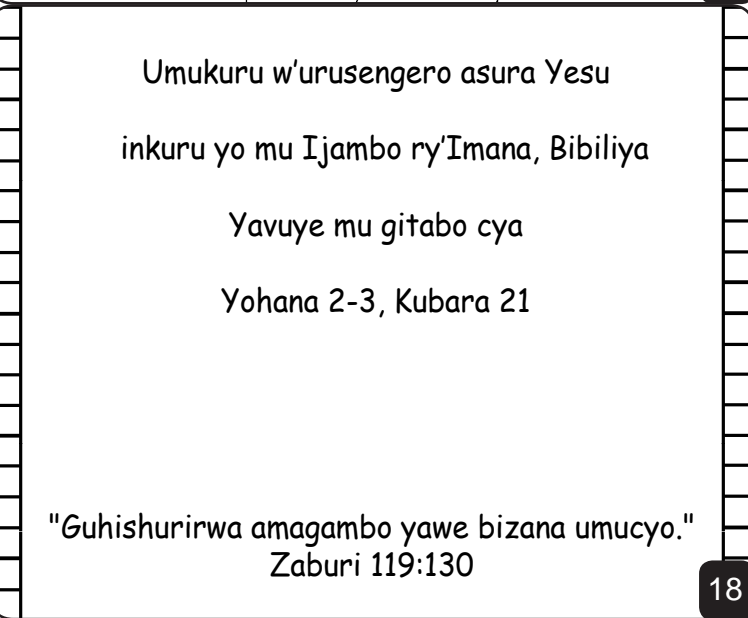 Umukuru w'urusengero asura Yesu
inkuru yo mu Ijambo ry'Imana, Bibiliya
Yavuye mu gitabo cya
Yohana 2-3, Kubara 21
"Guhishurirwa amagambo yawe bizana umucyo."
Zaburi 119:130
18